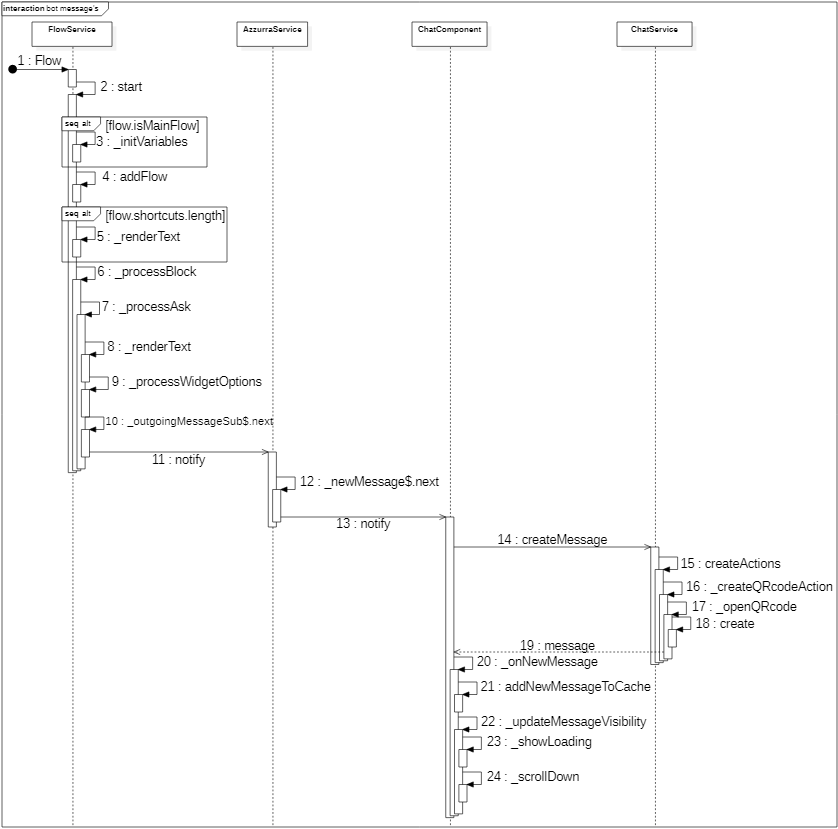 interaction bot message's
FlowService
AzzurraService
ChatComponent
ChatService
1 : Flow
2 : start
seq alt [flow.isMainFlow]
3 : _initVariables
4 : addFlow
seq alt [flow.shortcuts.length]
5 : _renderText
6 : _processBlock
7 : _processAsk
8 : _renderText
9 : _processWidgetOptions
10 : _outgoingMessageSub$.next
11 : notify
12 : _newMessage$.next
13 : notify
14 : createMessage
15 : createActions
16 : _createQRcodeAction
17 : _openQRcode
18 : create
19 : message
20 : _onNewMessage
21 : addNewMessageToCache
22 : _updateMessageVisibility
23 : _showLoading
24 : _scrollDown